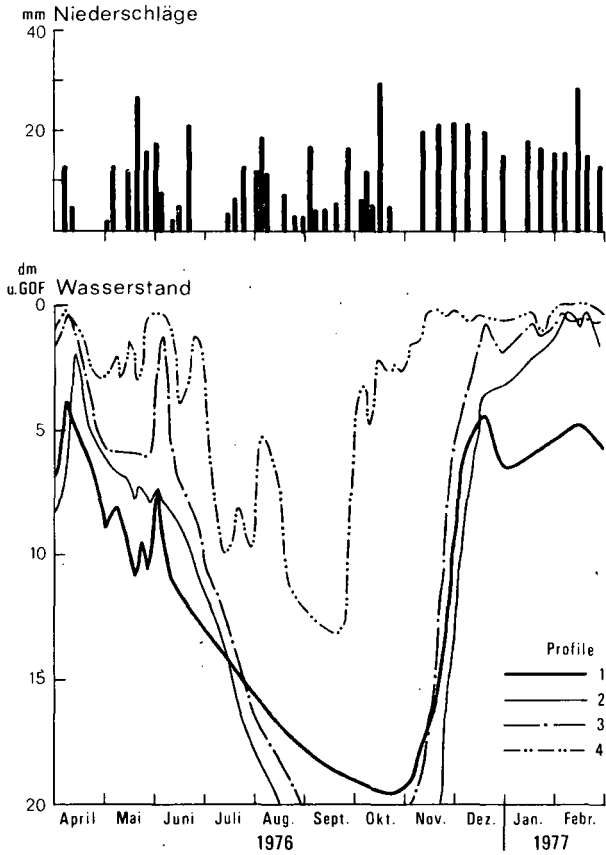 mm Niederschläge
40
20
dm
u.GOF Wasserstand
0
5
10
15
20
Profile
1
2
3
4
April Mai Juni Juli Aug. Sept. Okt. Nov. Dez. Jan. Febr.
1976 1977